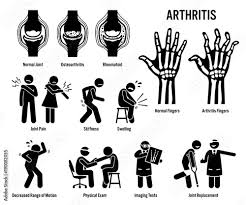 ARTHRITIS
Normal Joint
Osteoarthritis
Rheumatoid
Normal Fingers
Arthritis Fingers
Joint Pain
Stiffness
Swelling
Decreased Range of Motion
Physical Exam
Imaging Tests
Joint Replacement